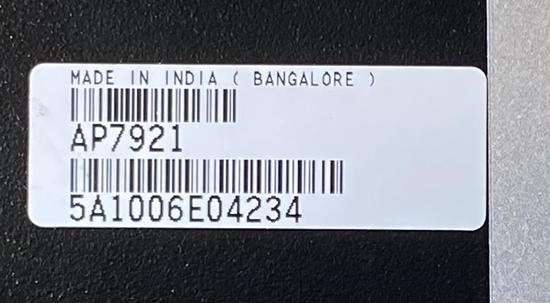 MADE IN INDIA ( BANGALORE )
AP7921
5A1006E04234